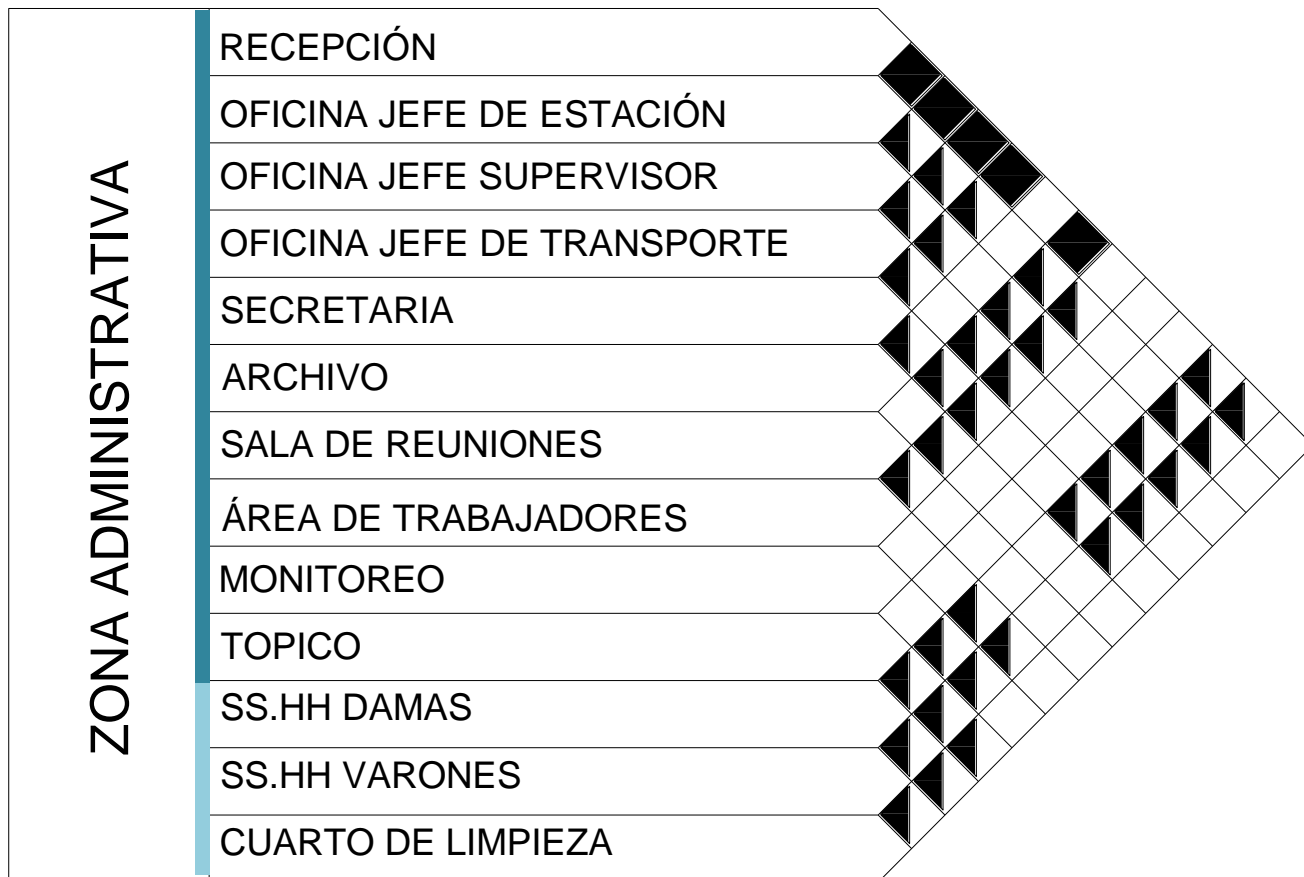 ZONA ADMINISTRATIVA
RECEPCIÓN
OFICINA JEFE DE ESTACIÓN
OFICINA JEFE SUPERVISOR
OFICINA JEFE DE TRANSPORTE
SECRETARIA
ARCHIVO
SALA DE REUNIONES
ÁREA DE TRABAJADORES
MONITOREO
TOPICO
SS.HH DAMAS
SS.HH VARONES
CUARTO DE LIMPIEZA